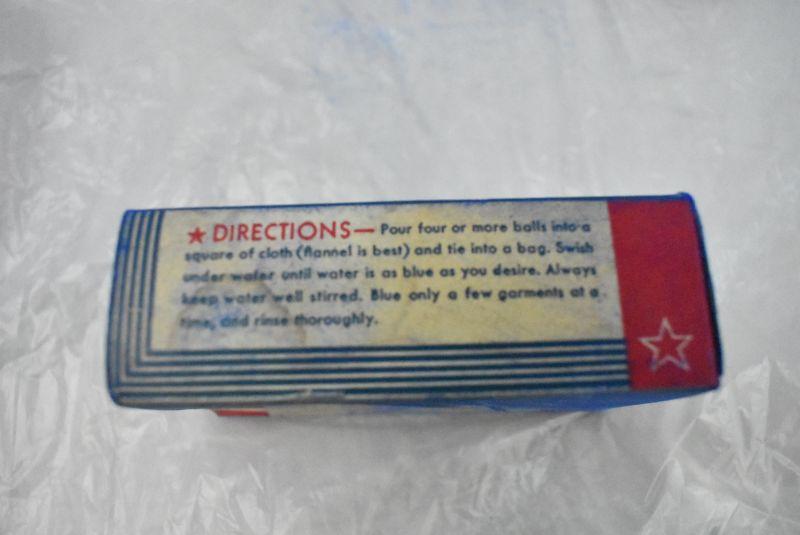 ★ DIRECTIONS— Pour four or more balls into a
square of cloth (flannel is best) and tie into a bag. Swish
under water until water is as blue as you desire. Always
keep water well stirred. Blue only a few garments at a
time, and rinse thoroughly.